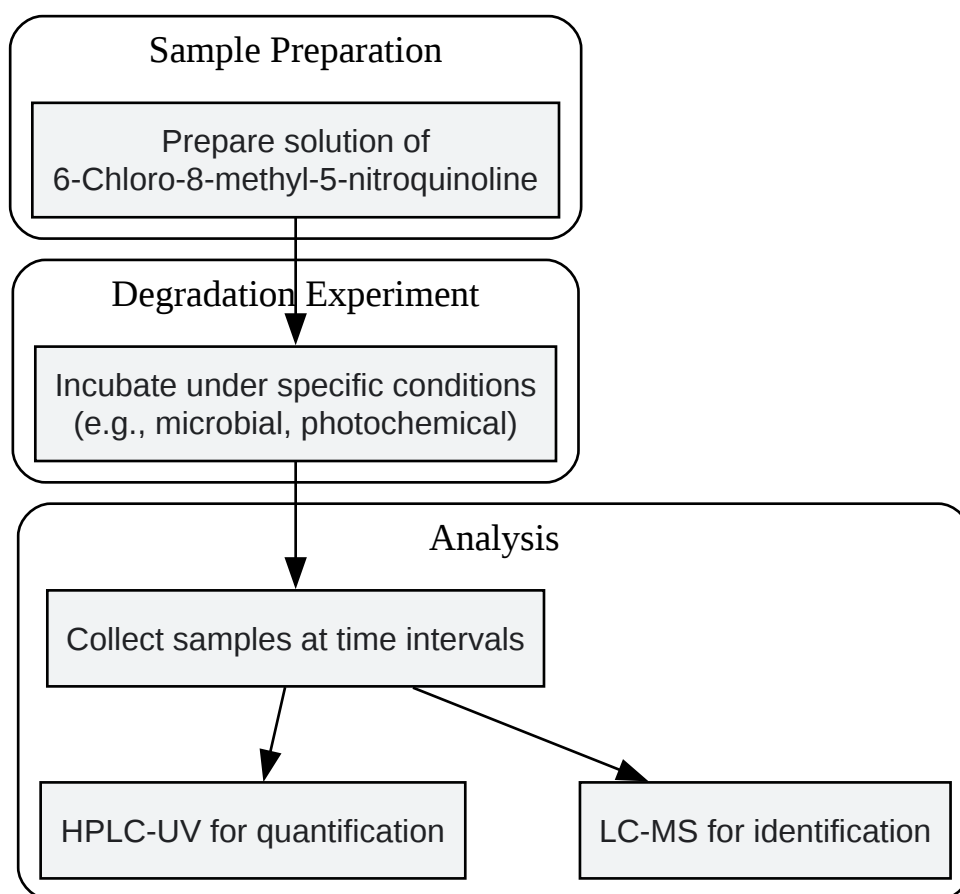 Sample Preparation
Prepare solution of
6-Chloro-8-methyl-5-nitroquinoline
Degradation Experiment
Incubate under specific conditions
(e.g., microbial, photochemical)
Analysis
Collect samples at time intervals
HPLC-UV for quantification
LC-MS for identification